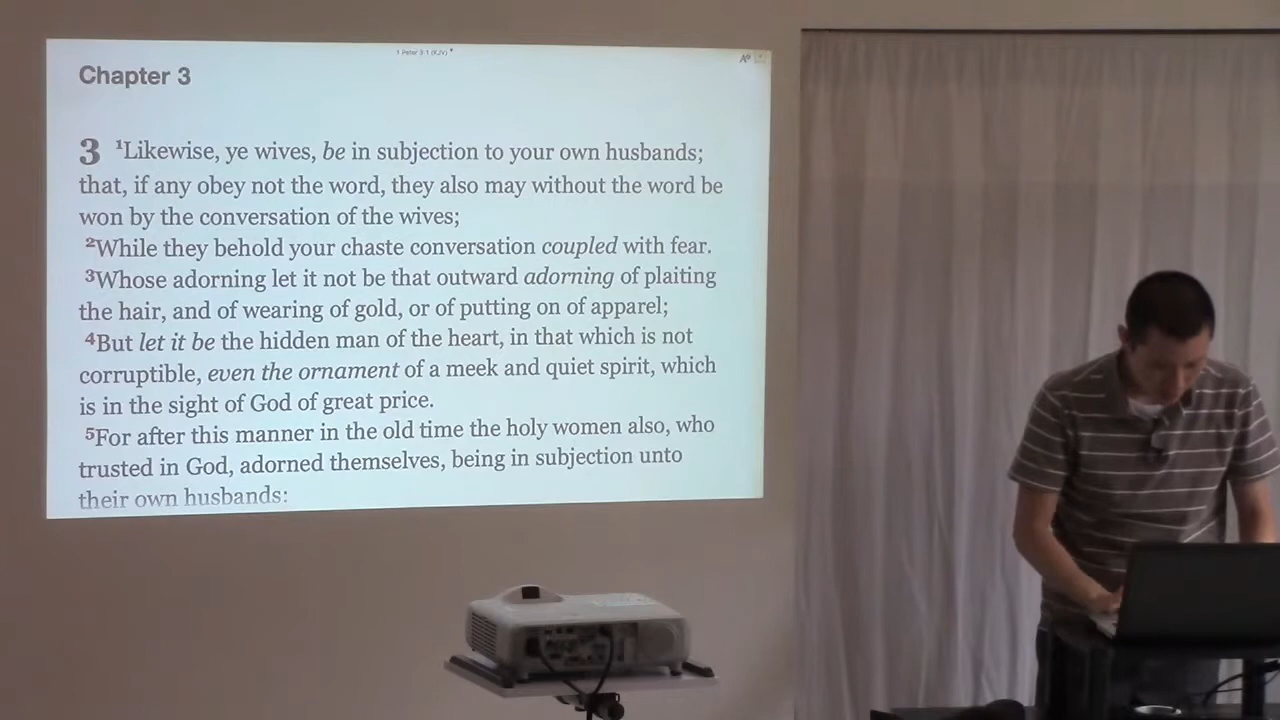 1 Peter 3:1 (KJV)
Chapter 3
3 ¹Likewise, ye wives, be in subjection to your own husbands;
that, if any obey not the word, they also may without the word be
won by the conversation of the wives;
²While they behold your chaste conversation coupled with fear.
³Whose adorning let it not be that outward adorning of plaiting
the hair, and of wearing of gold, or of putting on of apparel;
⁴But let it be the hidden man of the heart, in that which is not
corruptible, even the ornament of a meek and quiet spirit, which
is in the sight of God of great price.
⁵For after this manner in the old time the holy women also, who
trusted in God, adorned themselves, being in subjection unto
their own husbands: